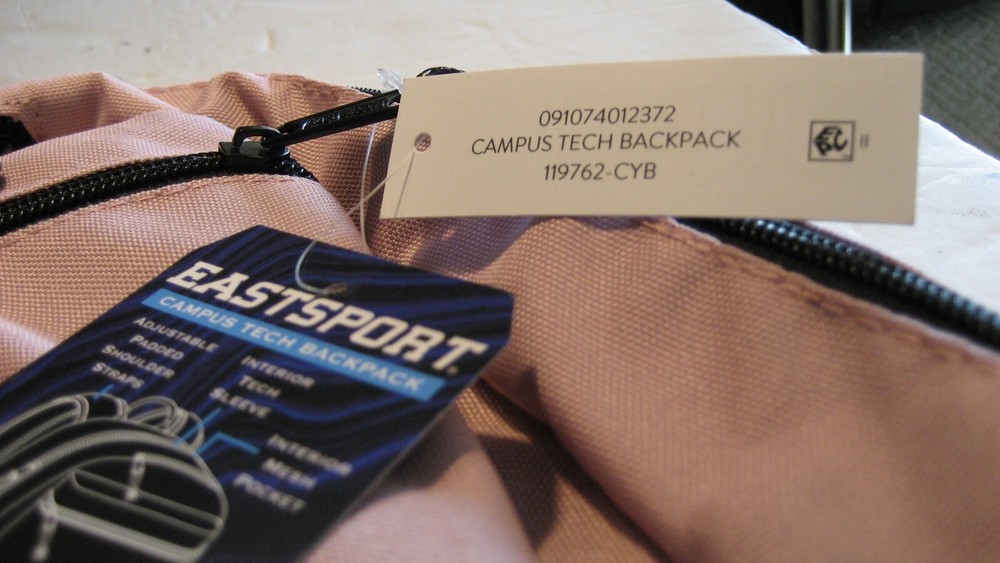 091074012372
CAMPUS TECH BACKPACK
119762-CYB
EASTSPORT
CAMPUS TECH BACKPACK
ADJUSTABLE
PADDED
SHOULDER
STRAPS
INTERIOR
TECH
SLEEVE
INTERIOR
MESH
POCKET